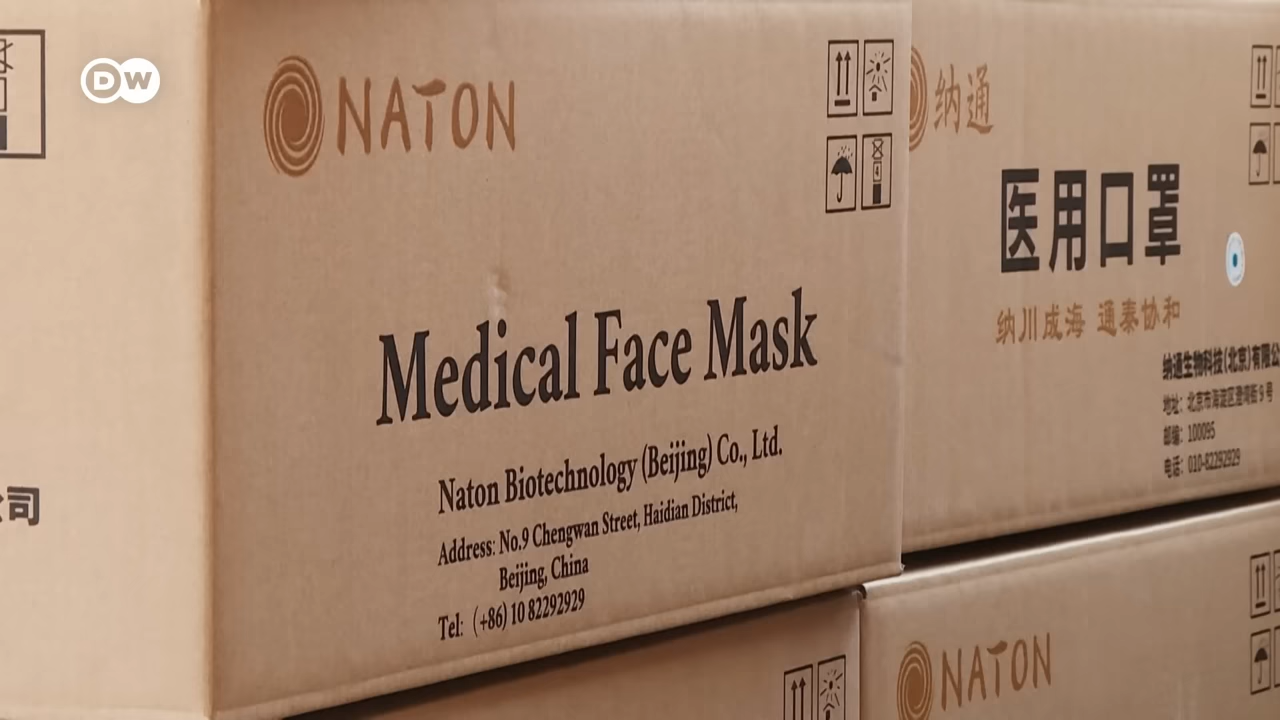 DW
NATON
Medical Face Mask
Naton Biotechnology (Beijing) Co., Ltd.
Address: No.9 Chengwan Street, Haidian District,
Beijing, China
Tel: (+86) 10 82292929
纳通
医用口罩
纳川成海 通泰协和
纳通生物科技(北京)有限公
地址: 北京市海淀区澄湾街9号
邮编: 100095
电话: 010-82292929
公司
NATON